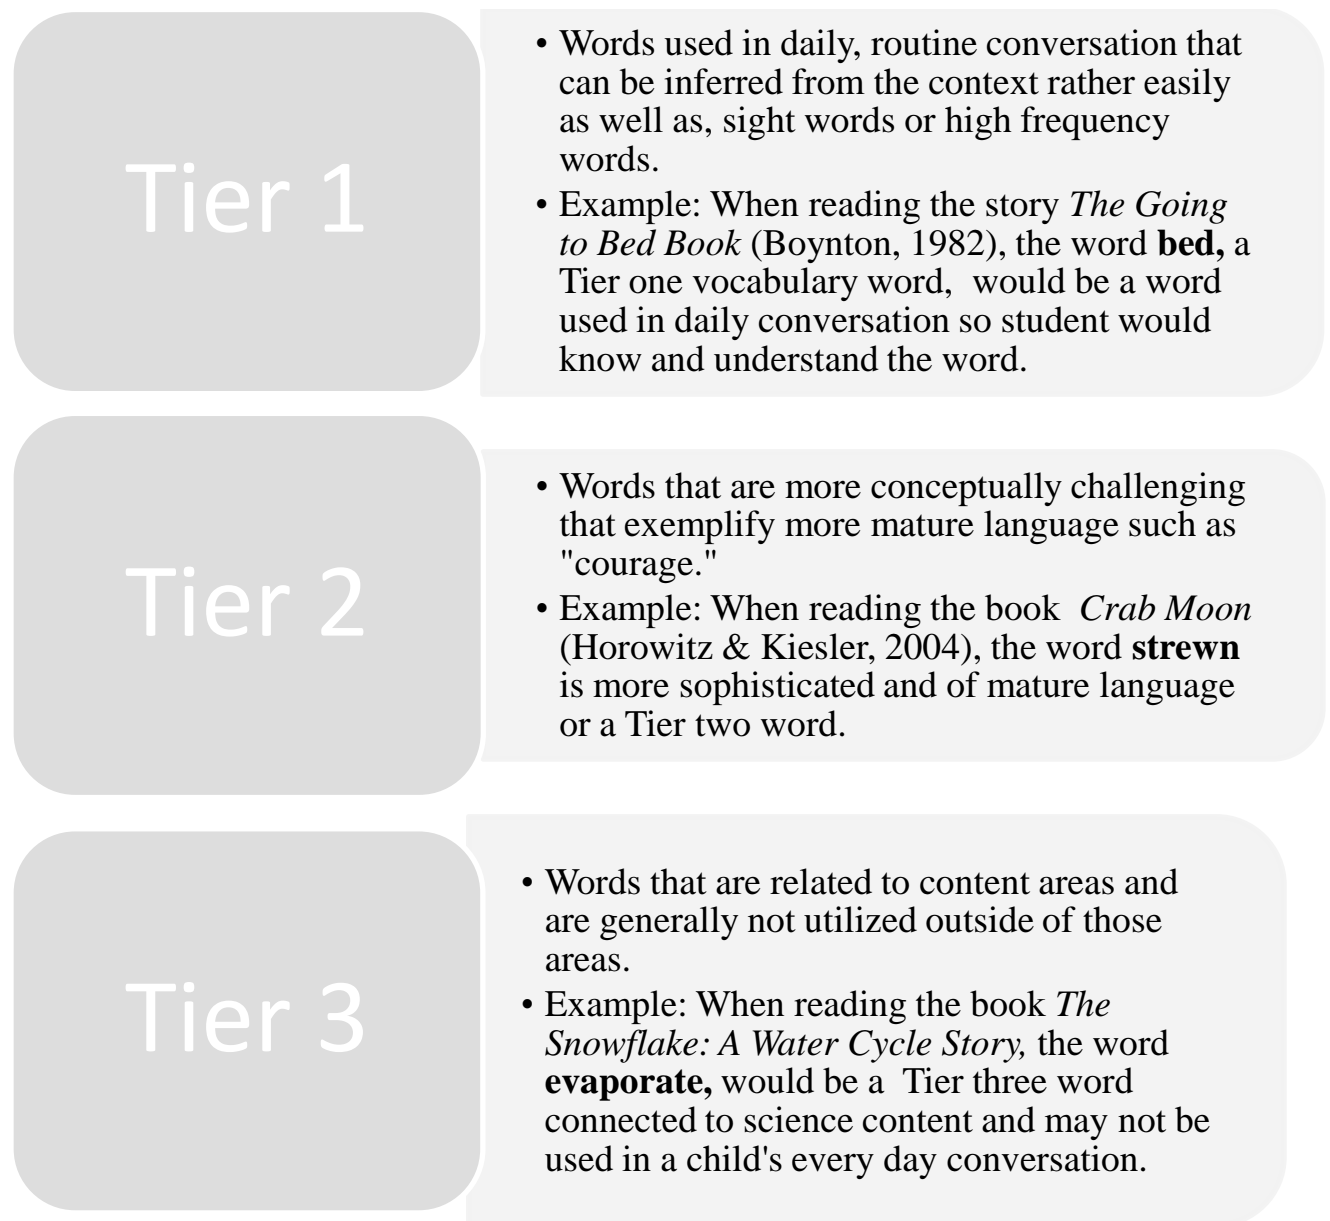 Tier 1
• Words used in daily, routine conversation that
can be inferred from the context rather easily
as well as, sight words or high frequency
words.
• Example: When reading the story The Going
to Bed Book (Boynton, 1982), the word bed, a
Tier one vocabulary word,  would be a word
used in daily conversation so student would
know and understand the word.
Tier 2
• Words that are more conceptually challenging
that exemplify more mature language such as
"courage."
• Example: When reading the book  Crab Moon
(Horowitz & Kiesler, 2004), the word strewn
is more sophisticated and of mature language
or a Tier two word.
Tier 3
• Words that are related to content areas and
are generally not utilized outside of those
areas.
• Example: When reading the book The
Snowflake: A Water Cycle Story, the word
evaporate, would be a  Tier three word
connected to science content and may not be
used in a child's every day conversation.